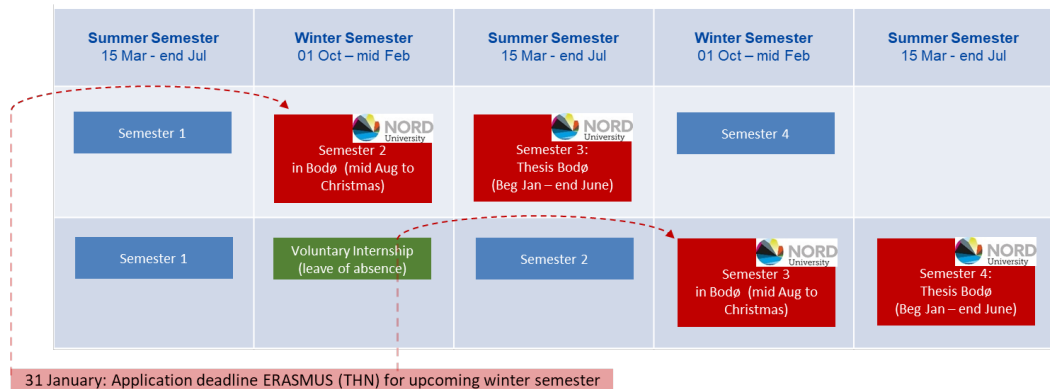 Summer Semester
15 Mar - end Jul
Winter Semester
01 Oct – mid Feb
Summer Semester
15 Mar - end Jul
Winter Semester
01 Oct – mid Feb
Summer Semester
15 Mar - end Jul
Semester 1
NORD
University
Semester 2
in Bodø (mid Aug to
Christmas)
NORD
University
Semester 3:
Thesis Bodø
(Beg Jan – end June)
Semester 4
Semester 1
Voluntary Internship
(leave of absence)
Semester 2
NORD
University
Semester 3
in Bodø (mid Aug to
Christmas)
NORD
University
Semester 4:
Thesis Bodø
(Beg Jan – end June)
31 January: Application deadline ERASMUS (THN) for upcoming winter semester